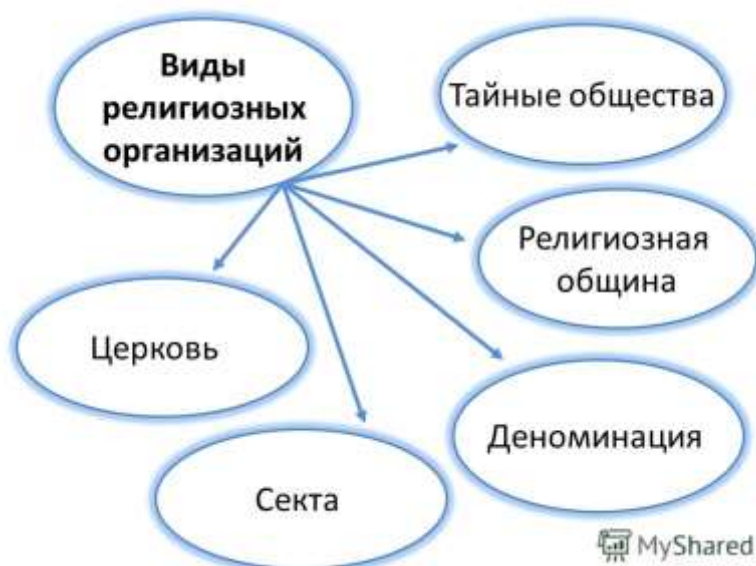 Виды
религиозных
организаций
Тайные общества
Религиозная
община
Церковь
Деноминация
Секта
MyShared